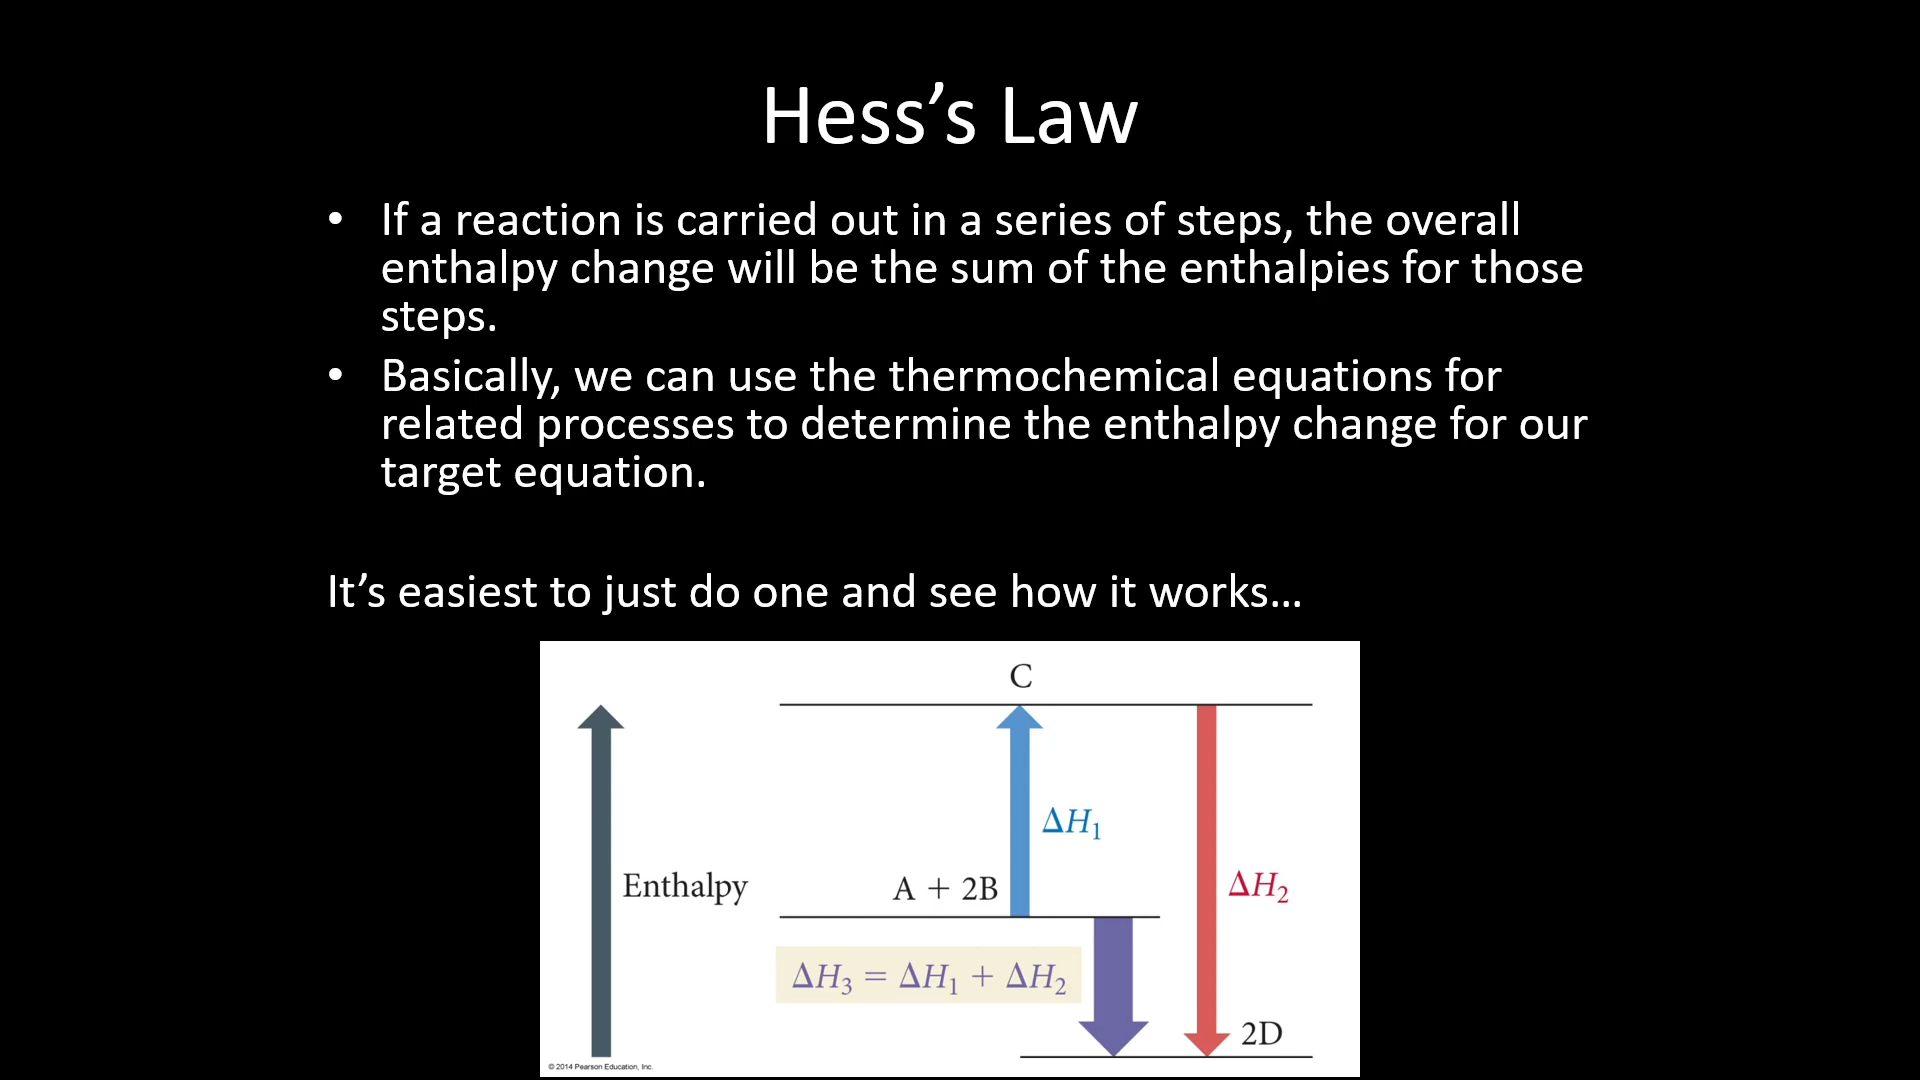 Hess’s Law
• If a reaction is carried out in a series of steps, the overall
enthalpy change will be the sum of the enthalpies for those
steps.
• Basically, we can use the thermochemical equations for
related processes to determine the enthalpy change for our
target equation.
It’s easiest to just do one and see how it works…
C
ΔH₁
Enthalpy
A + 2B
ΔH₂
ΔH₃ = ΔH₁ + ΔH₂
2D
© 2014 Pearson Education, Inc.